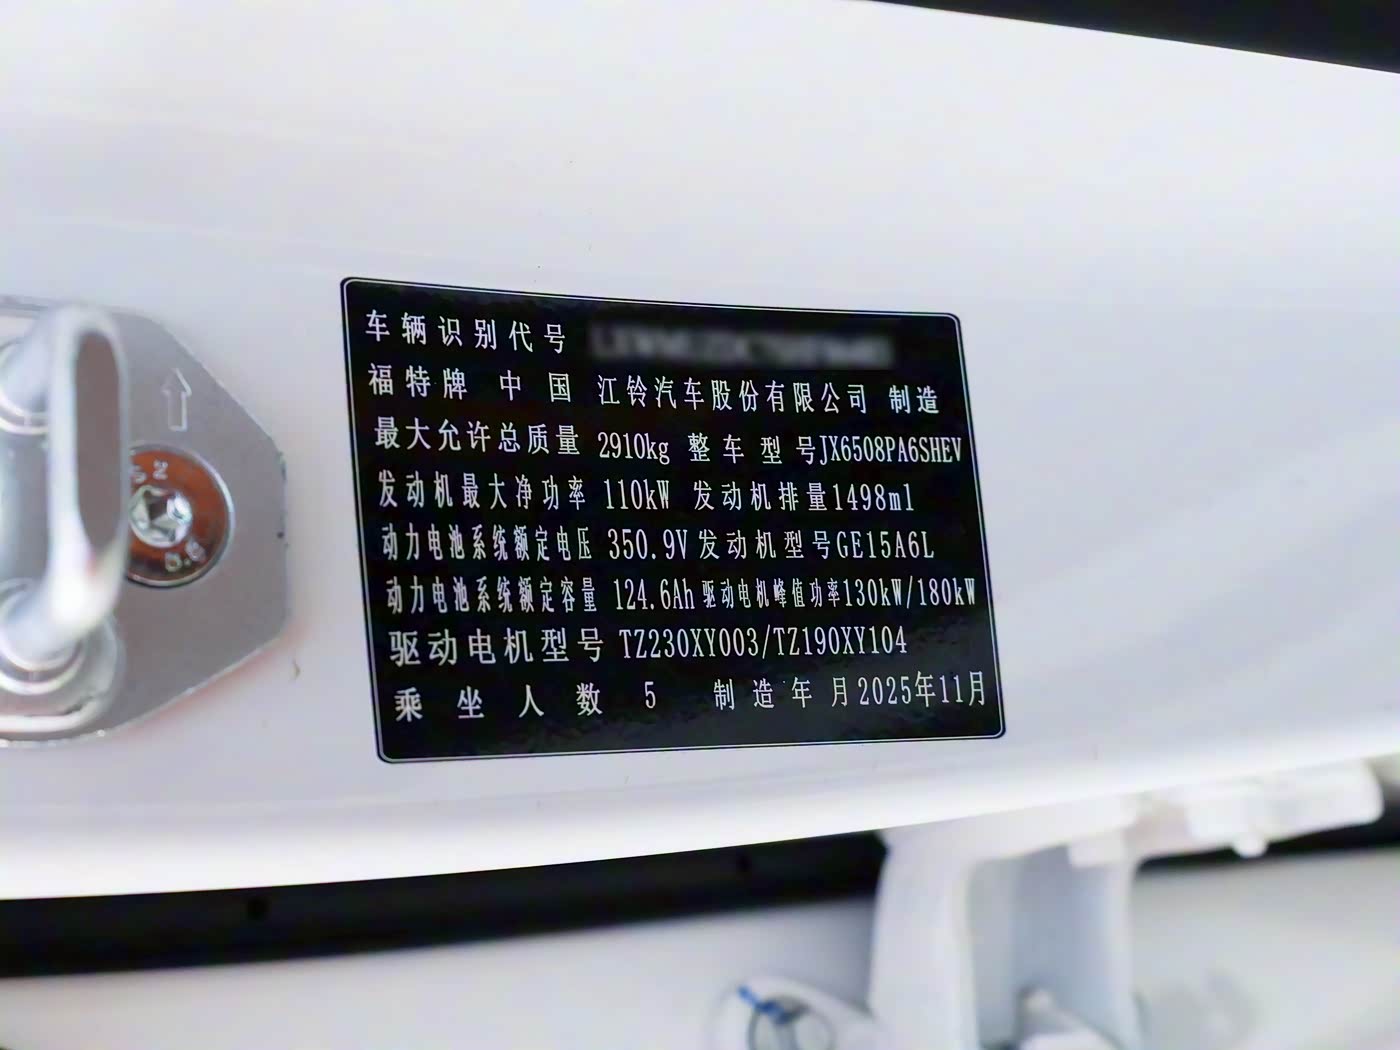 车辆识别代号
福特牌 中国 江铃汽车股份有限公司 制造
最大允许总质量 2910kg 整车型号JX6508PA6SHEV
发动机最大净功率 110kW 发动机排量1498ml
动力电池系统额定电压 350.9V 发动机型号GE15A6L
动力电池系统额定容量 124.6Ah 驱动电机峰值功率130kW/180kW
驱动电机型号 TZ230XY003/TZ190XY104
乘坐人数 5 制造年月2025年11月